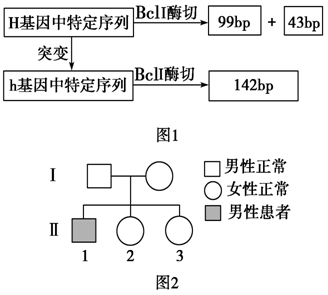 H基因中特定序列 BclⅠ酶切 99bp + 43bp
突变
h基因中特定序列 BclⅠ酶切 142bp
图1
Ⅰ
男性正常
女性正常
男性患者
Ⅱ
1 2 3
图2